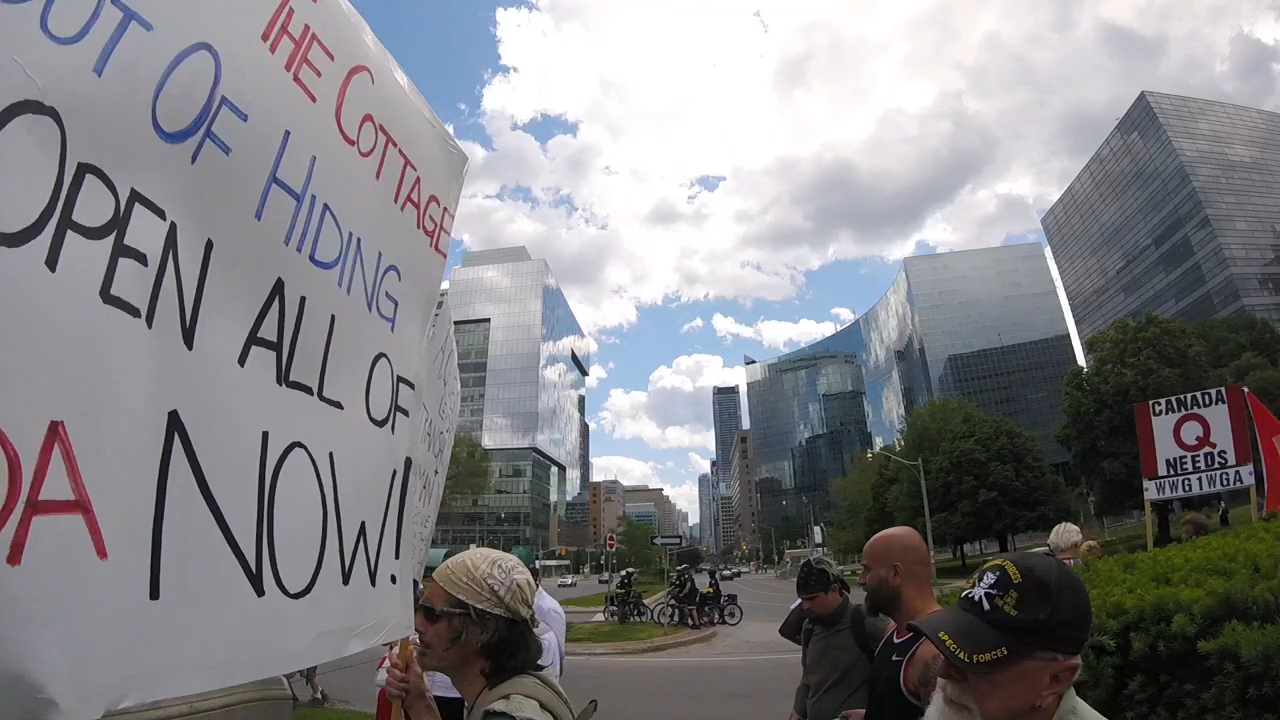 THE COTTAGE
OUT OF HIDING
OPEN ALL OF
DA NOW!
CANADA
Q
NEEDS
WWG1WGA
SPECIAL FORCES